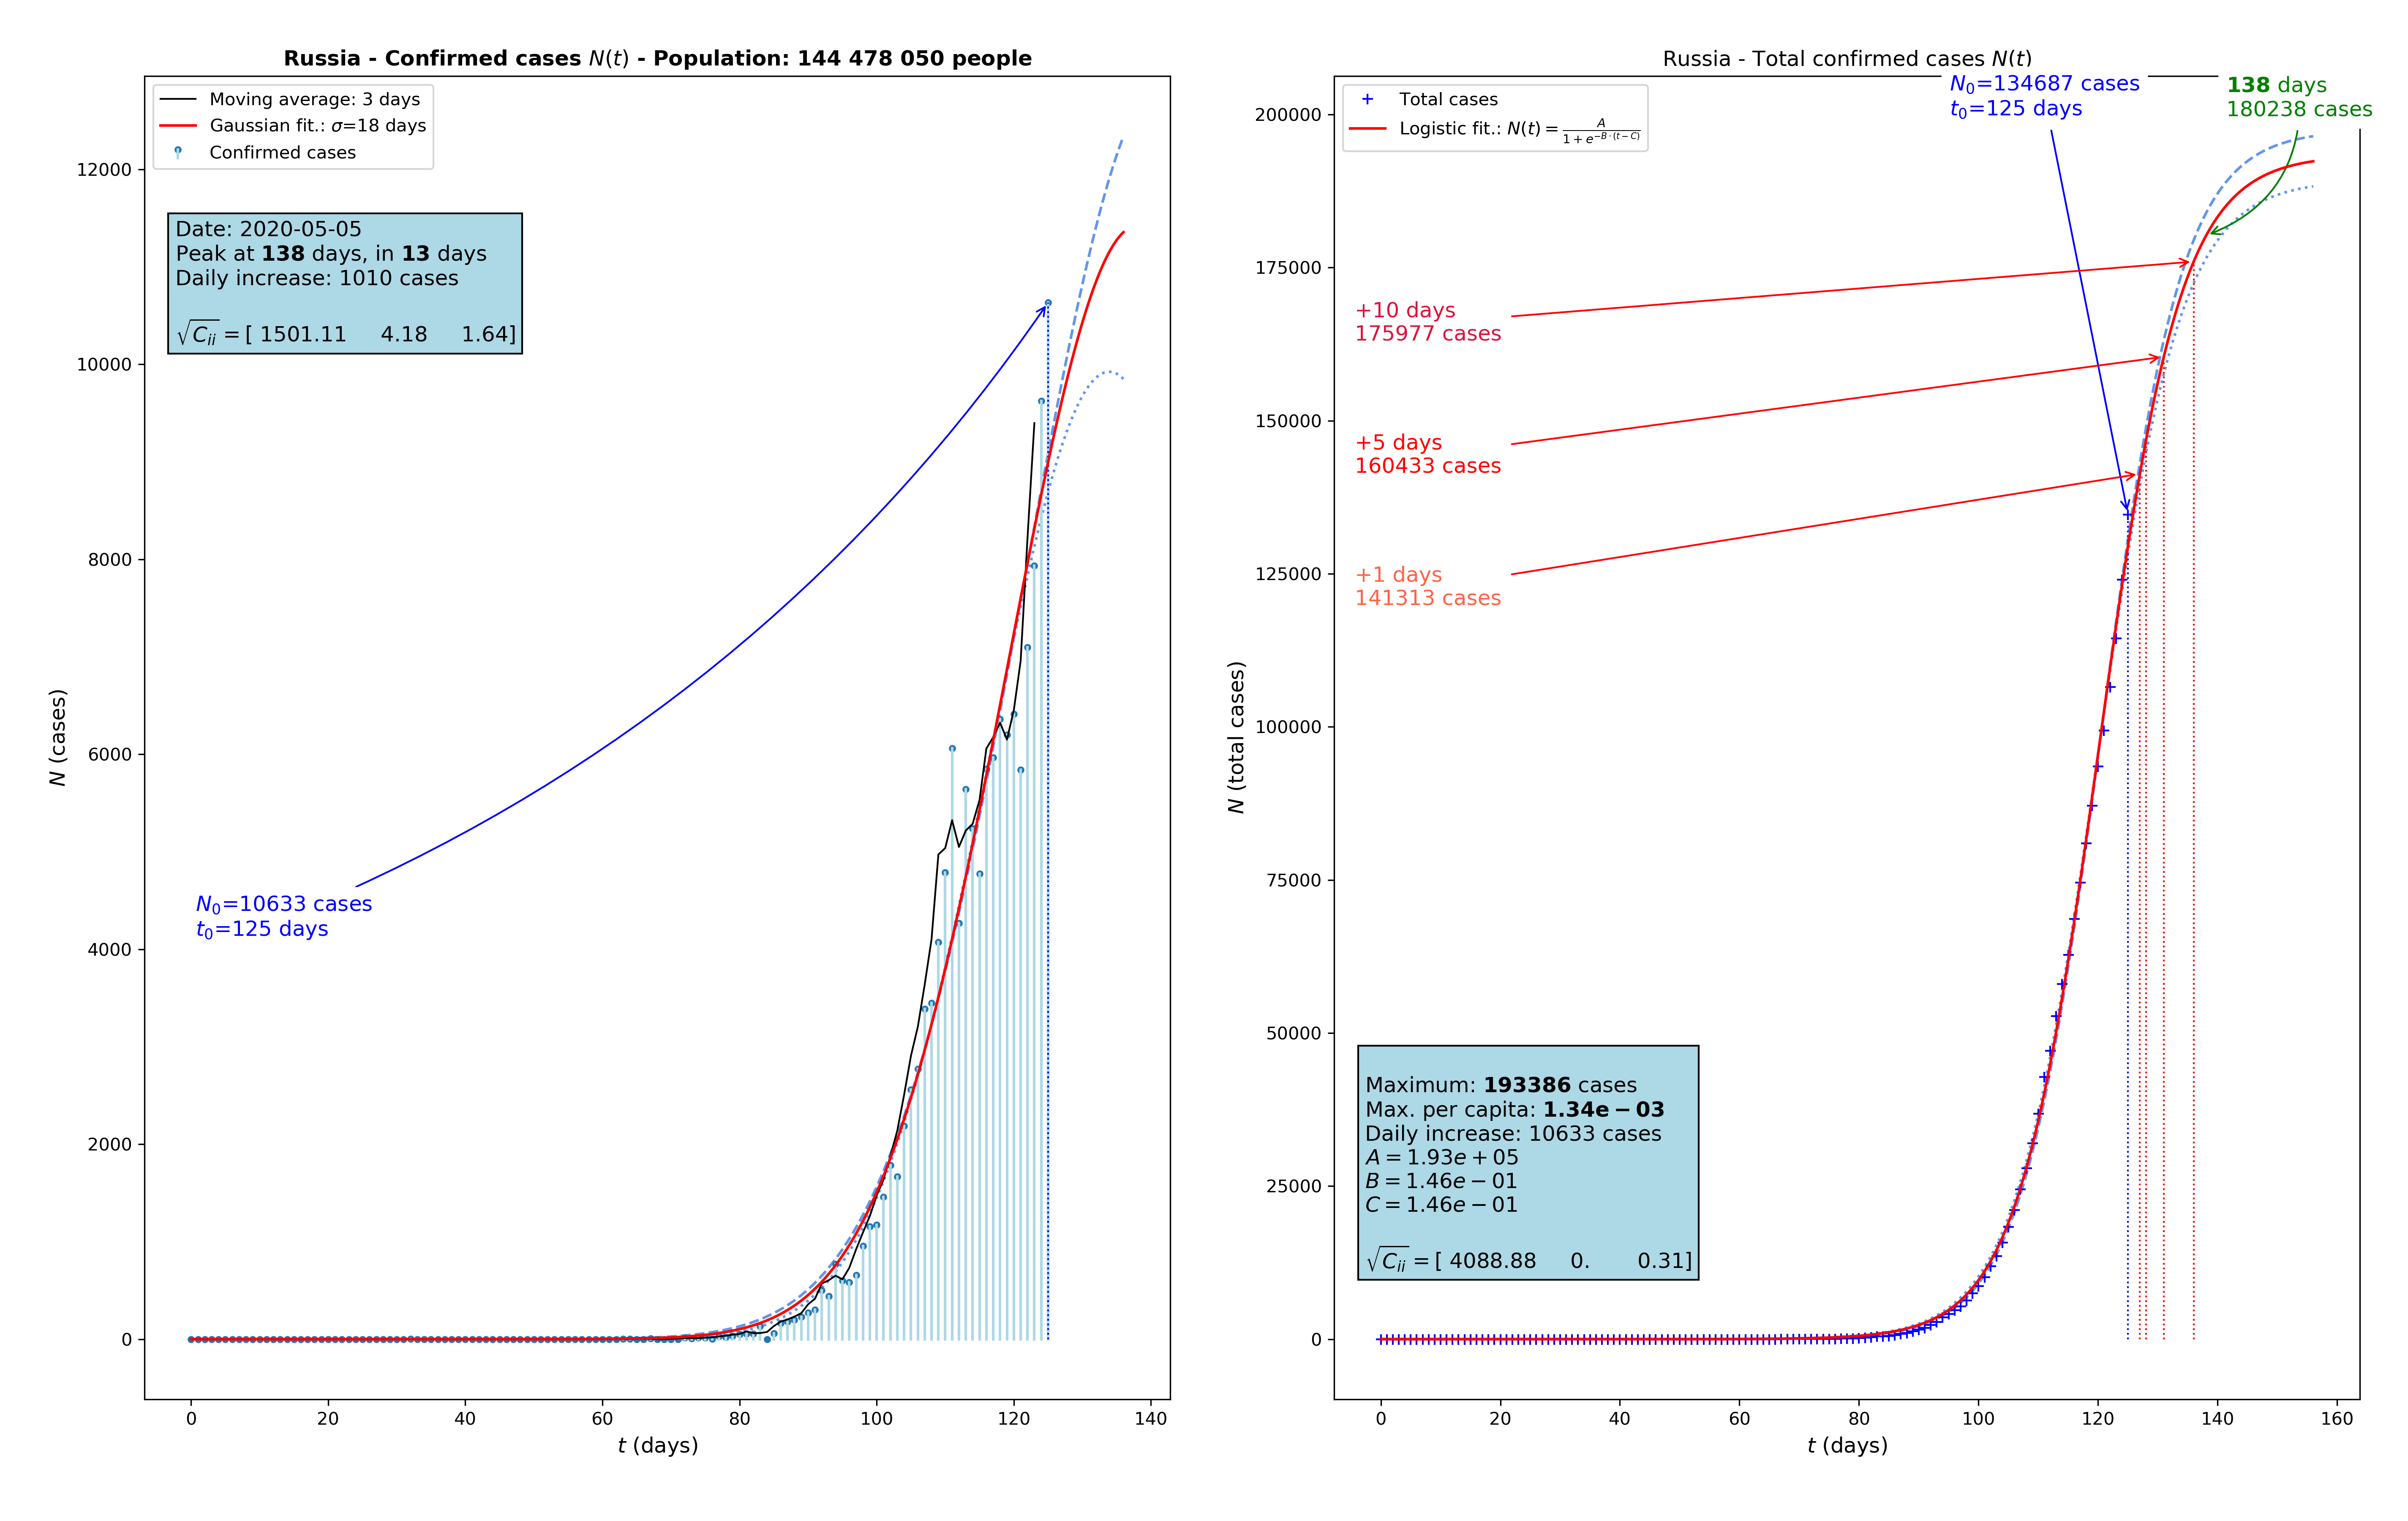 Russia - Confirmed cases N(t) - Population: 144 478 050 people
Moving average: 3 days
Gaussian fit.: σ=18 days
Confirmed cases
Date: 2020-05-05
Peak at 138 days, in 13 days
Daily increase: 1010 cases
√C_ii = [ 1501.11 4.18 1.64]
N₀=10633 cases
t₀=125 days
12000
10000
8000
6000
4000
2000
0
N (cases)
0 20 40 60 80 100 120 140
t (days)
Russia - Total confirmed cases N(t)
Total cases
Logistic fit.: N(t) = A / (1 + e^(−B·(t−C)))
N₀=134687 cases
t₀=125 days
138 days
180238 cases
+10 days
175977 cases
+5 days
160433 cases
+1 days
141313 cases
Maximum: 193386 cases
Max. per capita: 1.34e − 03
Daily increase: 10633 cases
A = 1.93e + 05
B = 1.46e − 01
C = 1.46e − 01
√C_ii = [ 4088.88 0. 0.31]
200000
175000
150000
125000
100000
75000
50000
25000
0
N (total cases)
0 20 40 60 80 100 120 140 160
t (days)